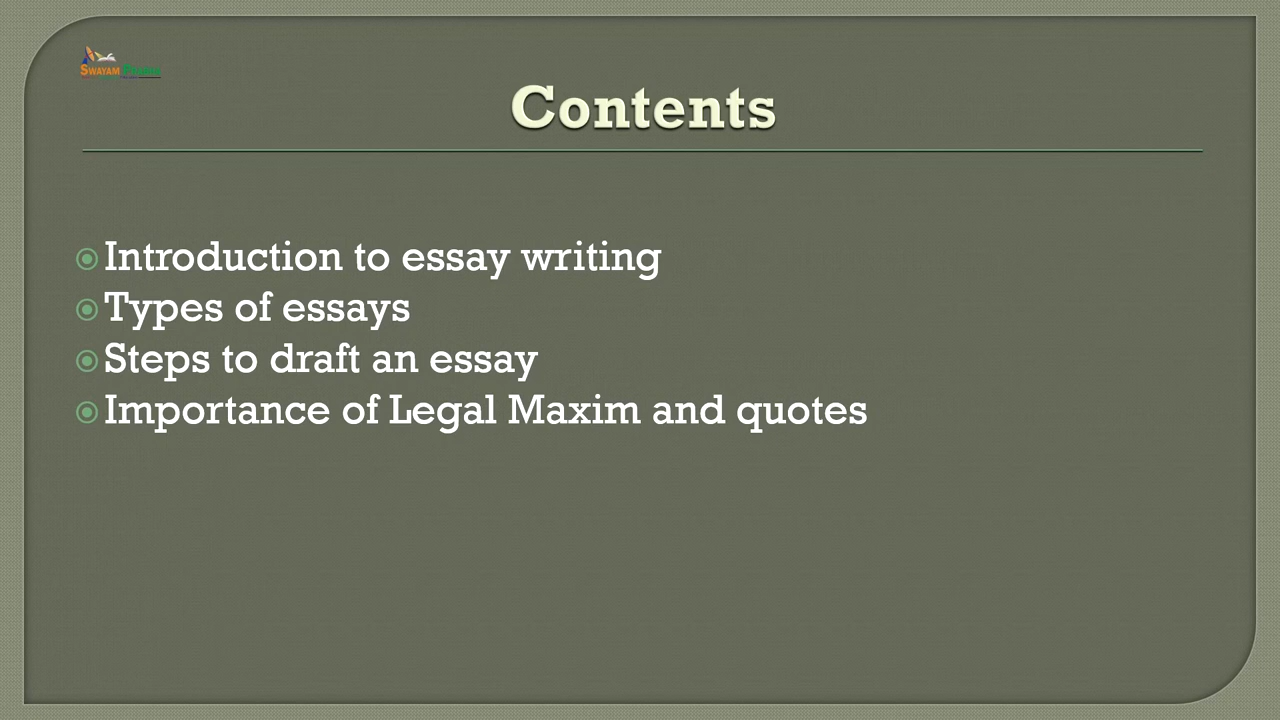 SWAYAM PRABHA
Contents
Introduction to essay writing
Types of essays
Steps to draft an essay
Importance of Legal Maxim and quotes